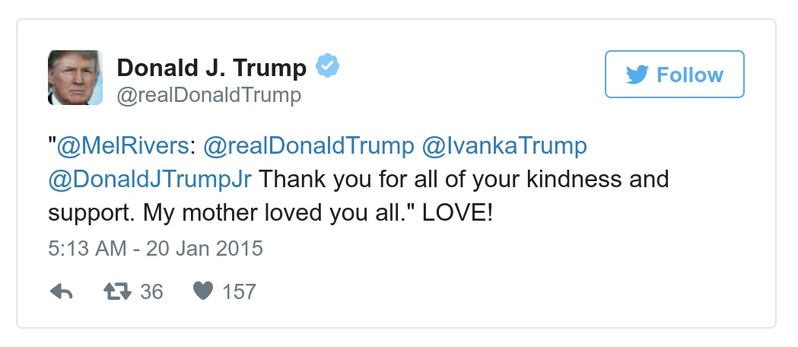 Donald J. Trump
@realDonaldTrump
Follow
"@MelRivers: @realDonaldTrump @IvankaTrump
@DonaldJTrumpJr Thank you for all of your kindness and
support. My mother loved you all." LOVE!
5:13 AM - 20 Jan 2015
36 157